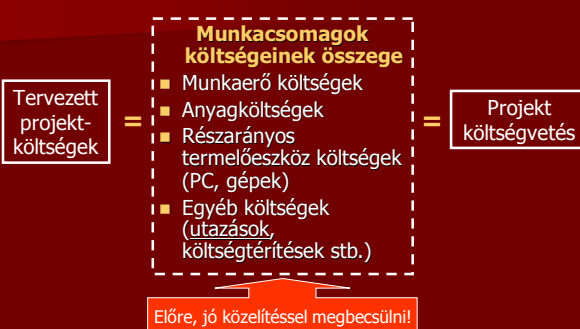 Tervezett
projekt-
költségek
=
Munkacsomagok
költségeinek összege
Munkaerő költségek
Anyagköltségek
Részarányos
termelőeszköz költségek
(PC, gépek)
Egyéb költségek
(utazások,
költségtérítések stb.)
=
Projekt
költségvetés
Előre, jó közelítéssel megbecsülni!